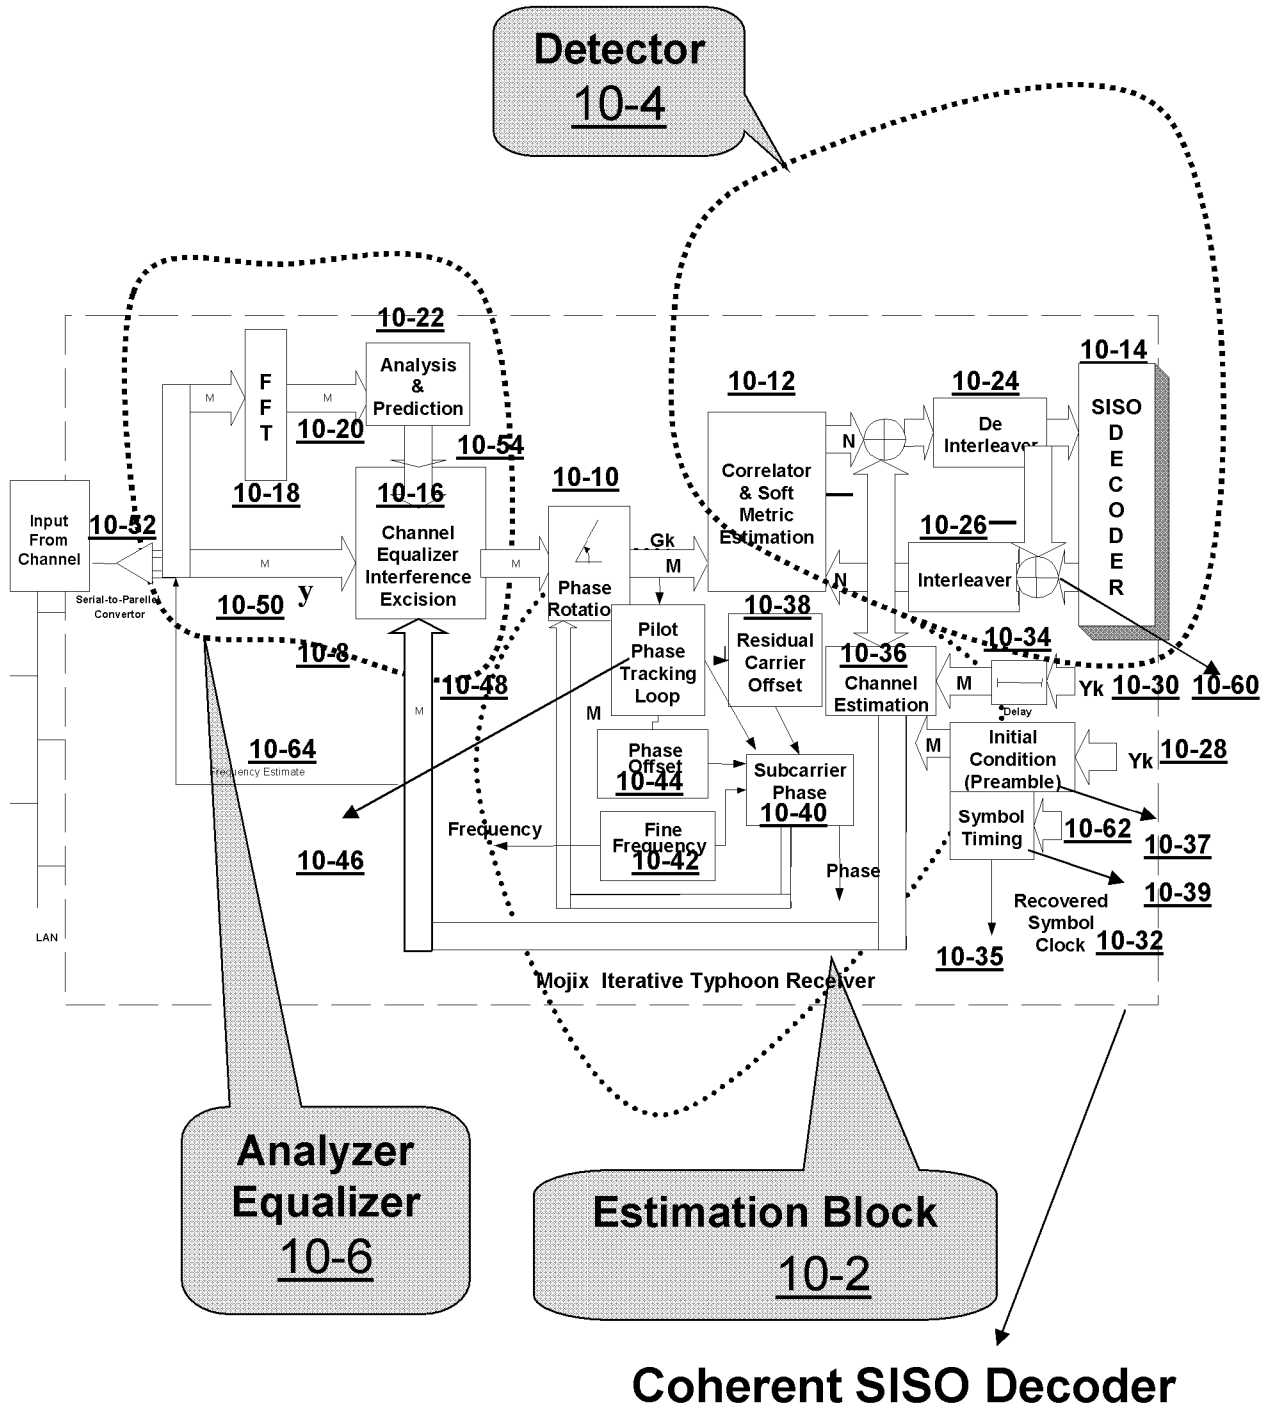 Detector
10-4
10-22
Analysis
&
Prediction
F
F
T
M
M
10-20
10-54
10-18
10-16
Channel
Equalizer
Interference
Excision
Input
From
Channel
10-52
Serial-to-Parellel
Convertor
M
y
10-50
10-8
10-48
M
10-64
Frequency Estimate
LAN
M
10-10
Phase
Rotation
Gk
M
10-12
Correlator
& Soft
Metric
Estimation
N
N
10-24
De
Interleaver
10-26
Interleaver
10-14
SISO
D
E
C
O
D
E
R
10-38
Residual
Carrier
Offset
Pilot
Phase
Tracking
Loop
M
10-36
Channel
Estimation
10-34
M
Delay
Yk
10-30
10-60
M
Initial
Condition
(Preamble)
Yk
10-28
Phase
Offset
10-44
Subcarrier
Phase
10-40
Symbol
Timing
10-62
10-37
Frequency
Fine
Frequency
10-42
10-46
Phase
10-39
Recovered
Symbol
Clock
10-32
10-35
Mojix Iterative Typhoon Receiver
Analyzer
Equalizer
10-6
Estimation Block
10-2
Coherent SISO Decoder